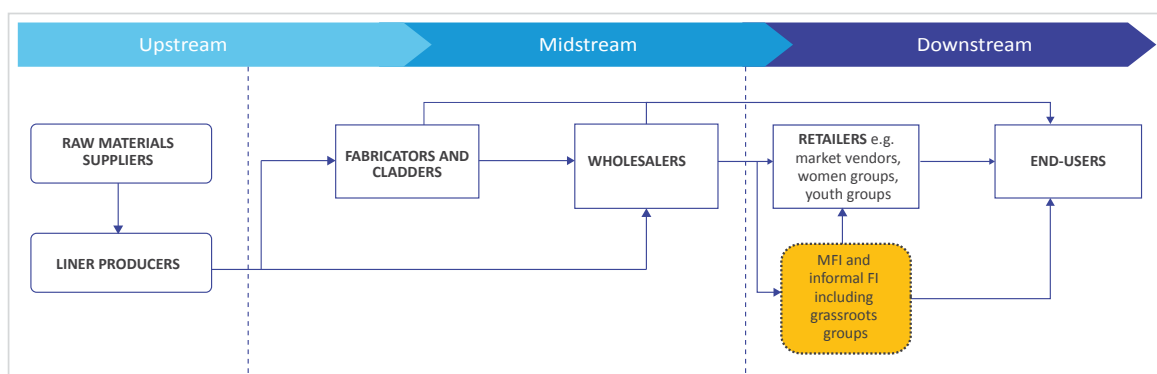 Upstream
Midstream
Downstream
RAW MATERIALS
SUPPLIERS
LINER PRODUCERS
FABRICATORS AND
CLADDERS
WHOLESALERS
RETAILERS e.g.
market vendors,
women groups,
youth groups
END-USERS
MFI and
informal FI
including
grassroots
groups